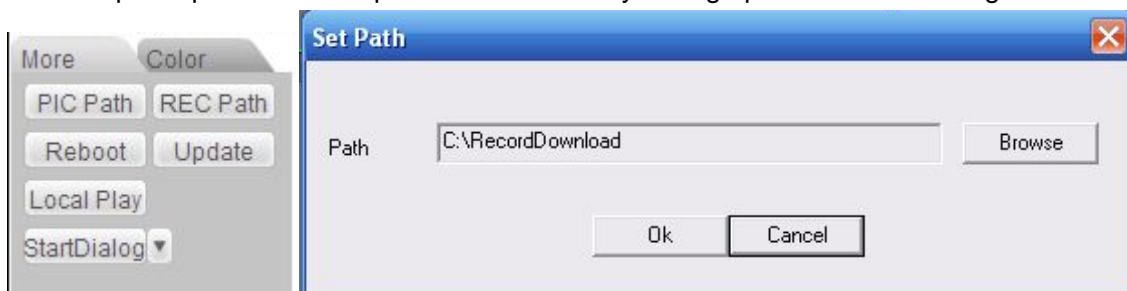 More Color
PIC Path REC Path
Reboot Update
Local Play
StartDialog
Set Path
Path C:\RecordDownload Browse
Ok Cancel